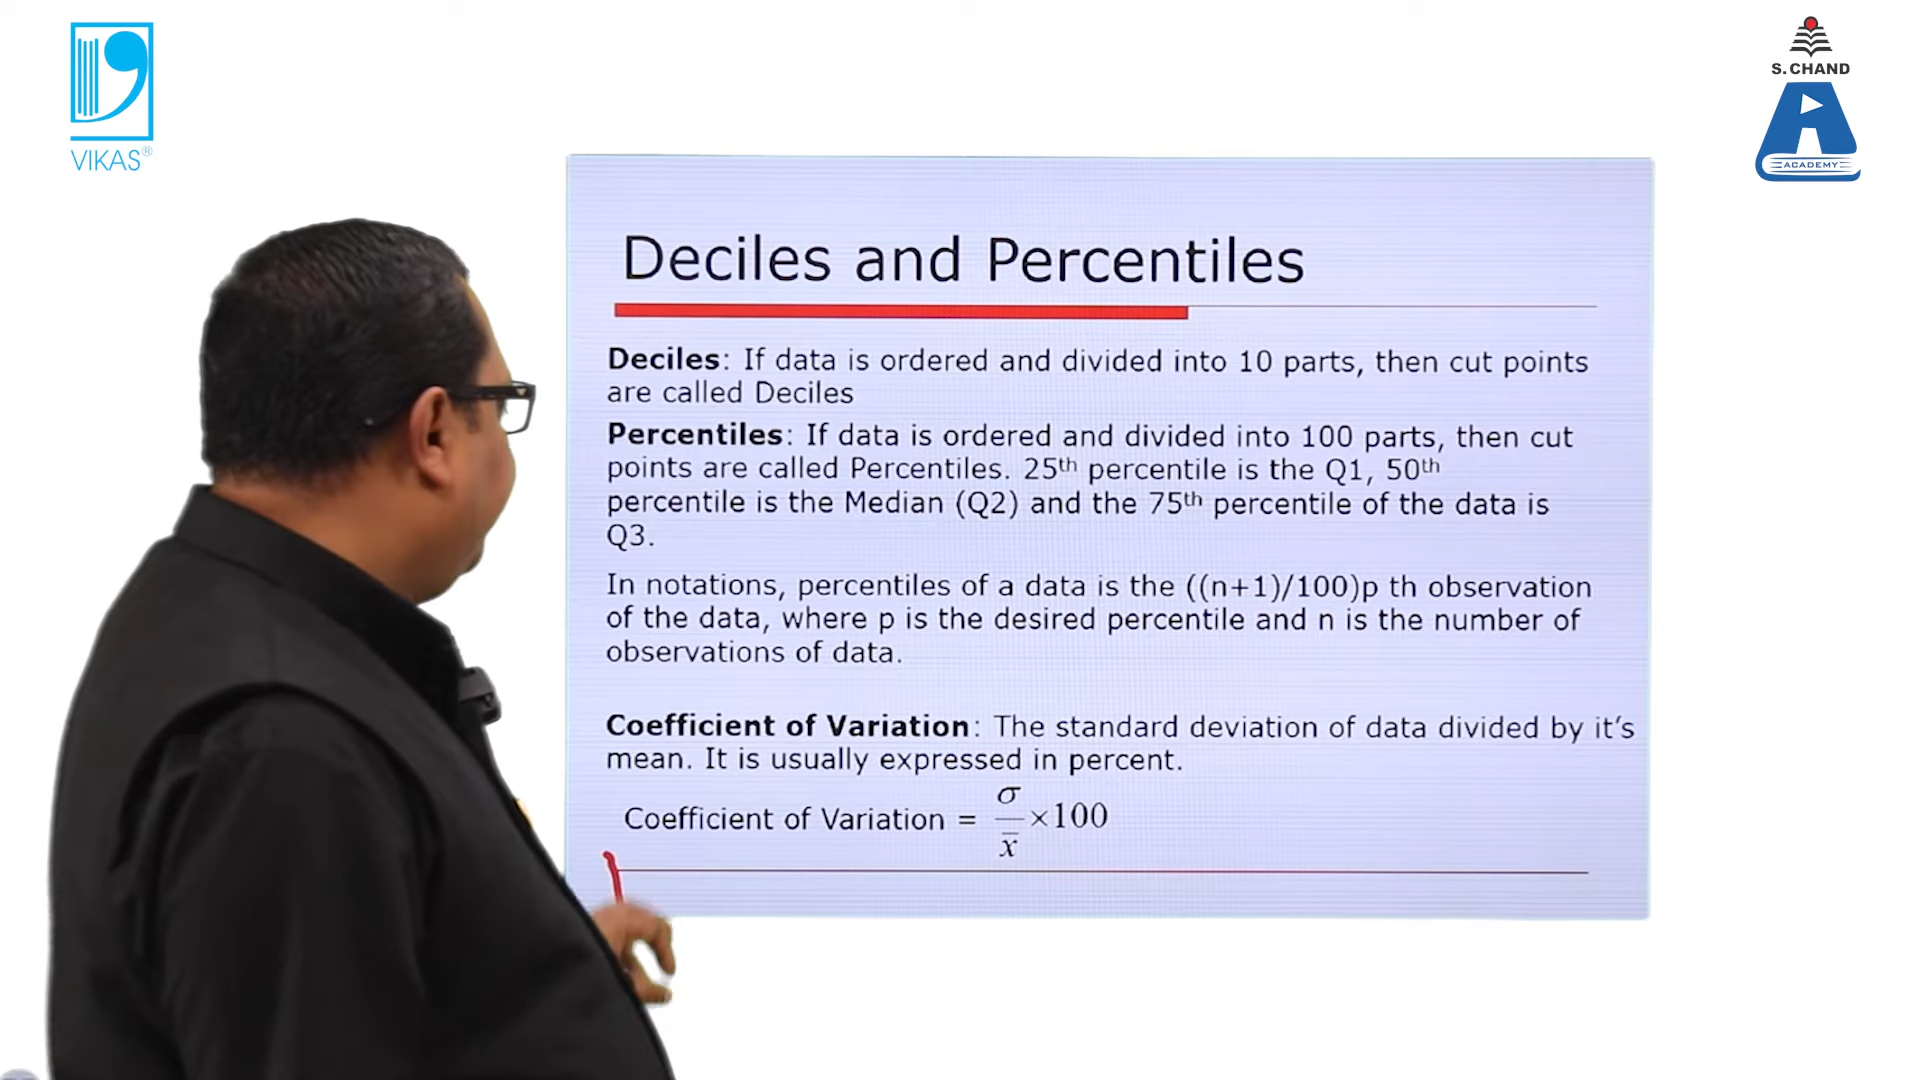 VIKAS®
S. CHAND
ACADEMY
Deciles and Percentiles
Deciles: If data is ordered and divided into 10 parts, then cut points
are called Deciles
Percentiles: If data is ordered and divided into 100 parts, then cut
points are called Percentiles. 25th percentile is the Q1, 50th
percentile is the Median (Q2) and the 75th percentile of the data is
Q3.
In notations, percentiles of a data is the ((n+1)/100)p th observation
of the data, where p is the desired percentile and n is the number of
observations of data.
Coefficient of Variation: The standard deviation of data divided by it’s
mean. It is usually expressed in percent.
Coefficient of Variation = σ/x̅ ×100